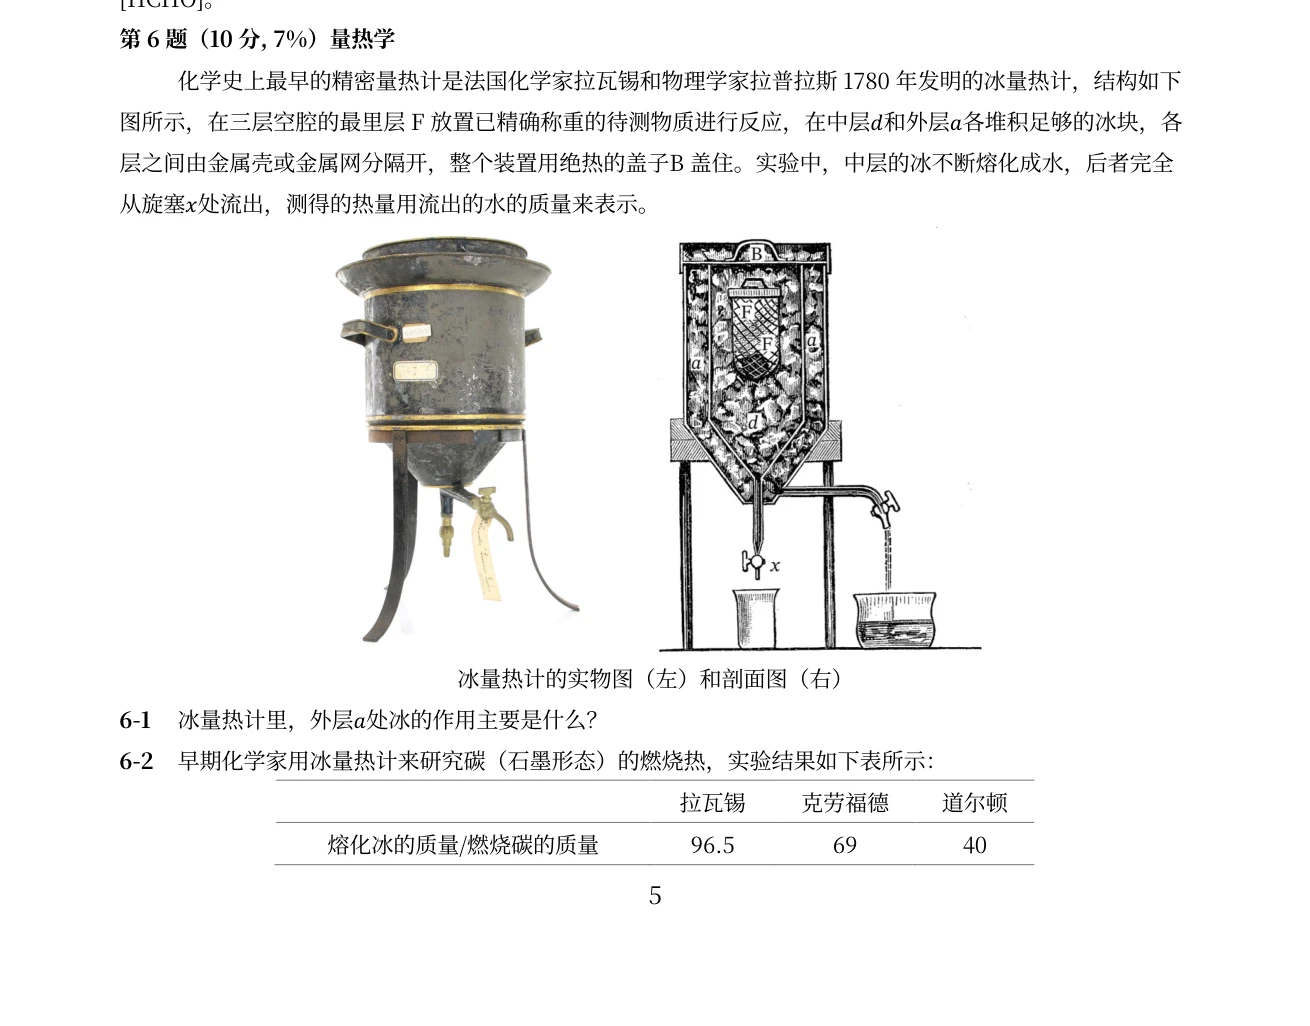 [HCHO]。
第 6 题（10 分, 7%）量热学
化学史上最早的精密量热计是法国化学家拉瓦锡和物理学家拉普拉斯 1780 年发明的冰量热计，结构如下
图所示，在三层空腔的最里层 F 放置已精确称重的待测物质进行反应，在中层d和外层a各堆积足够的冰块，各
层之间由金属壳或金属网分隔开，整个装置用绝热的盖子B 盖住。实验中，中层的冰不断熔化成水，后者完全
从旋塞x处流出，测得的热量用流出的水的质量来表示。
B
F
F
a
a
d
x
冰量热计的实物图（左）和剖面图（右）
6-1 冰量热计里，外层a处冰的作用主要是什么？
6-2 早期化学家用冰量热计来研究碳（石墨形态）的燃烧热，实验结果如下表所示：
拉瓦锡 克劳福德 道尔顿
熔化冰的质量/燃烧碳的质量 96.5 69 40
5